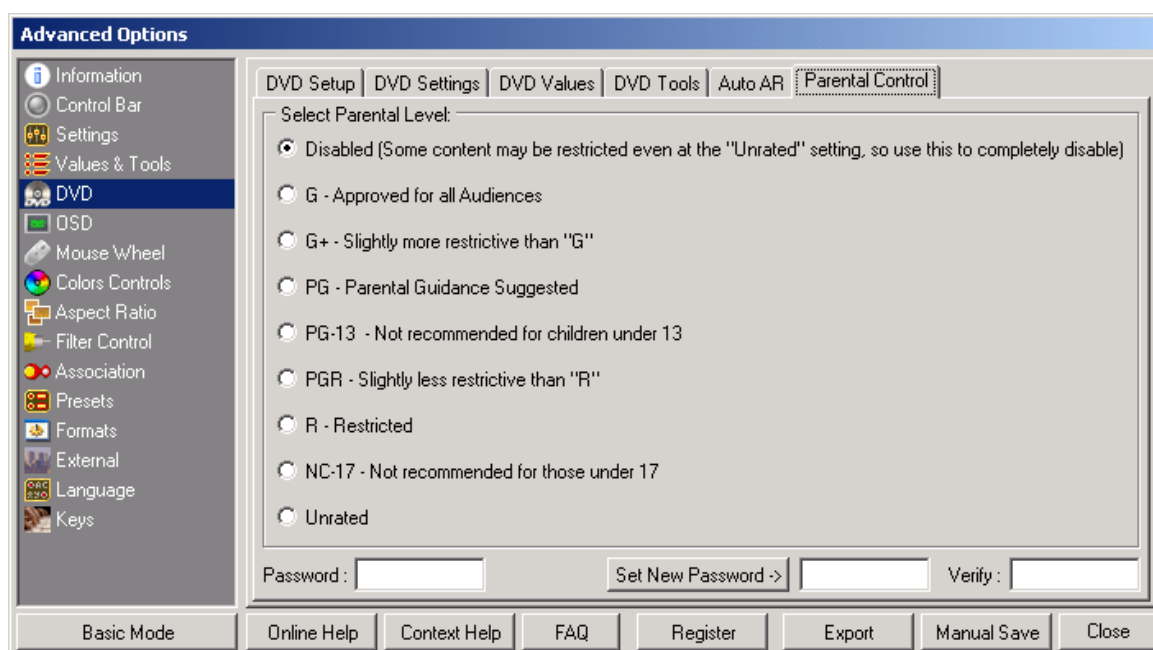 Advanced Options
Information
Control Bar
Settings
Values & Tools
DVD
OSD
Mouse Wheel
Colors Controls
Aspect Ratio
Filter Control
Association
Presets
Formats
External
Language
Keys
DVD Setup
DVD Settings
DVD Values
DVD Tools
Auto AR
Parental Control
Select Parental Level:
Disabled (Some content may be restricted even at the "Unrated" setting, so use this to completely disable)
G - Approved for all Audiences
G+ - Slightly more restrictive than "G"
PG - Parental Guidance Suggested
PG-13 - Not recommended for children under 13
PGR - Slightly less restrictive than "R"
R - Restricted
NC-17 - Not recommended for those under 17
Unrated
Password :
Set New Password ->
Verify :
Basic Mode
Online Help
Context Help
FAQ
Register
Export
Manual Save
Close